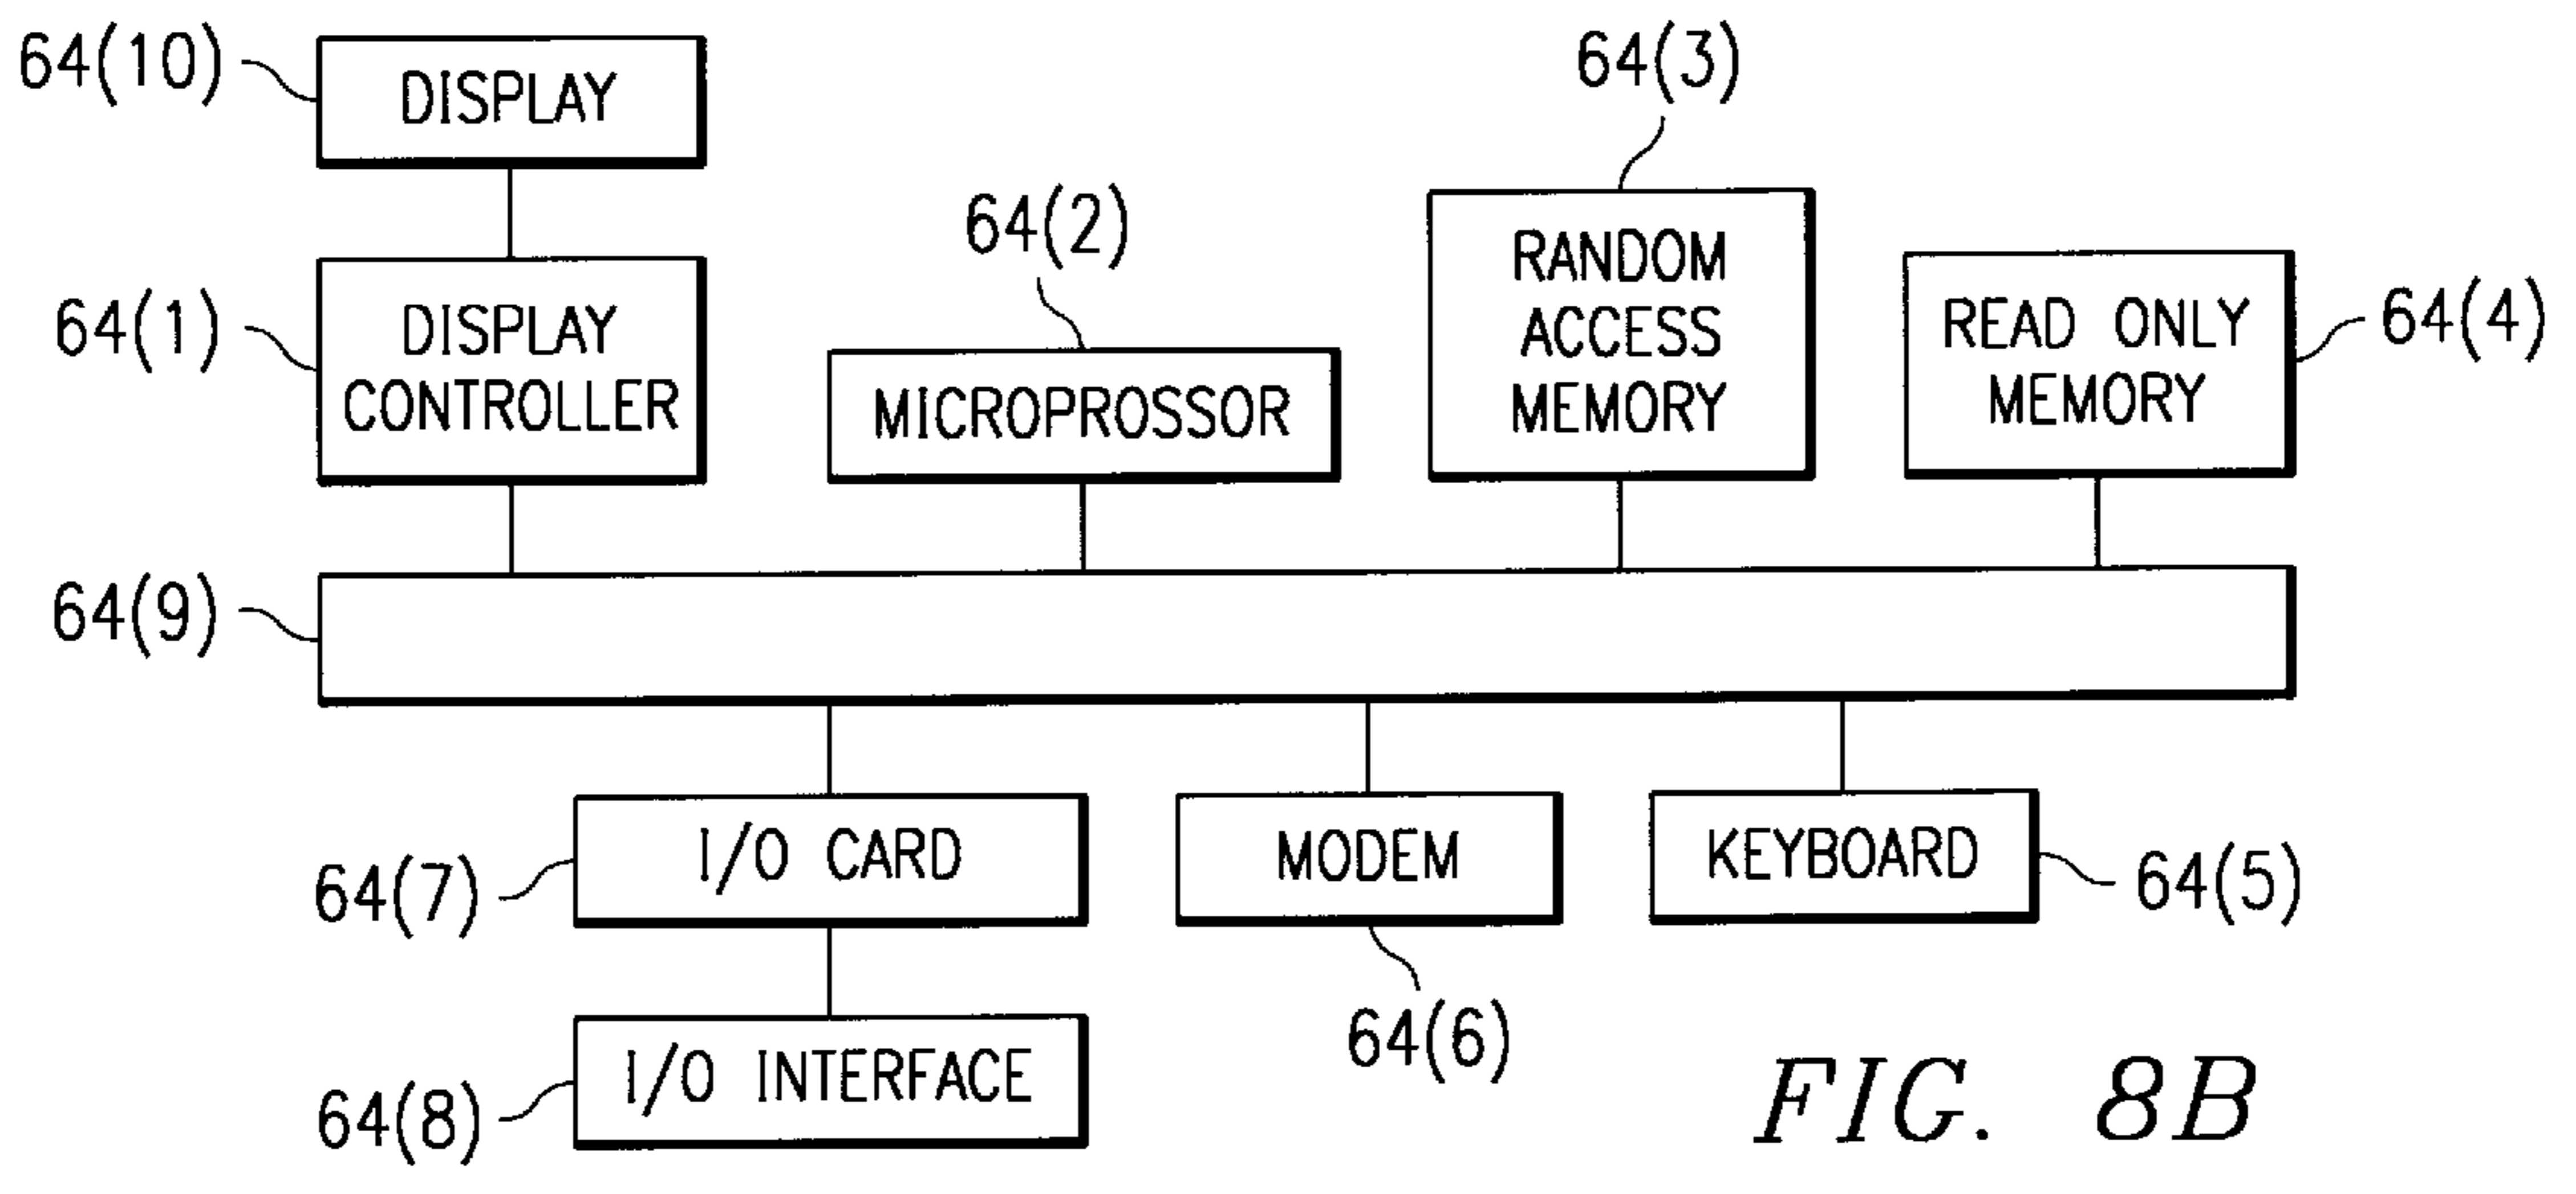 64(10)
DISPLAY
64(3)
64(2)
RANDOM
ACCESS
MEMORY
READ ONLY
MEMORY
64(4)
64(1)
DISPLAY
CONTROLLER
MICROPROSSOR
64(9)
I/O CARD
MODEM
KEYBOARD
64(7)
64(5)
64(6)
I/O INTERFACE
64(8)
FIG. 8B